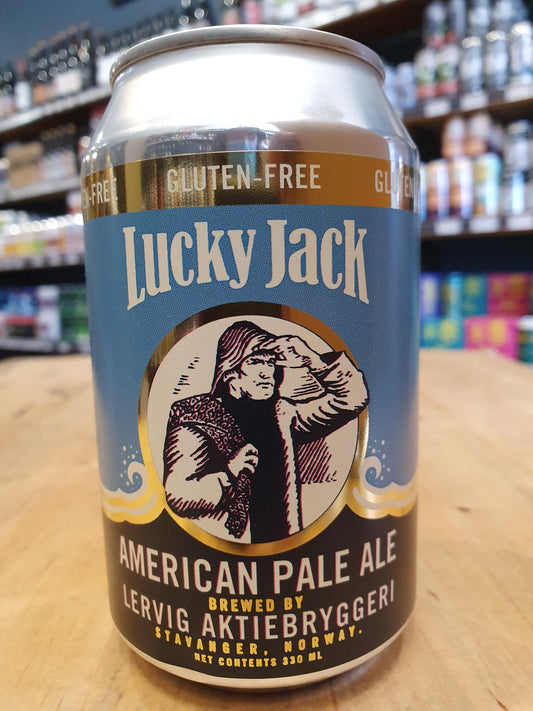 GLUTEN-FREE
Lucky Jack
AMERICAN PALE ALE
BREWED BY
LERVIG AKTIEBRYGGERI
STAVANGER, NORWAY.
NET CONTENTS 330 ML